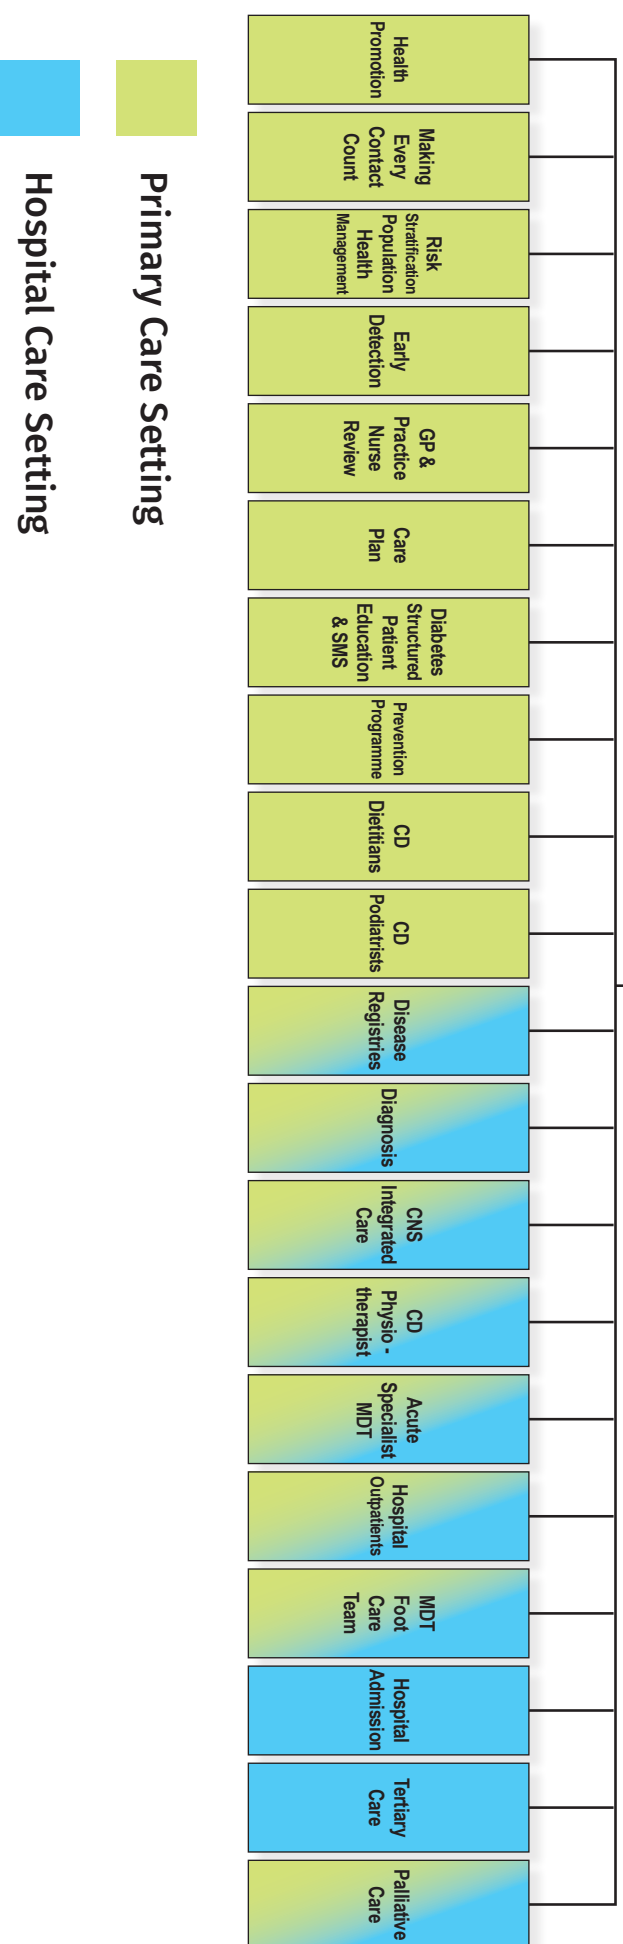 Health
Promotion
Making
Every
Contact
Count
Risk
Stratification
Population
Health
Management
Early
Detection
GP &
Practice
Nurse
Review
Care
Plan
Diabetes
Structured
Patient
Education
& SMS
Prevention
Programme
CD
Dietitians
CD
Podiatrists
Disease
Registries
Diagnosis
CNS
Integrated
Care
CD
Physio -
therapist
Acute
Specialist
MDT
Hospital
Outpatients
MDT
Foot
Care
Team
Hospital
Admission
Tertiary
Care
Palliative
Care
Primary Care Setting
Hospital Care Setting